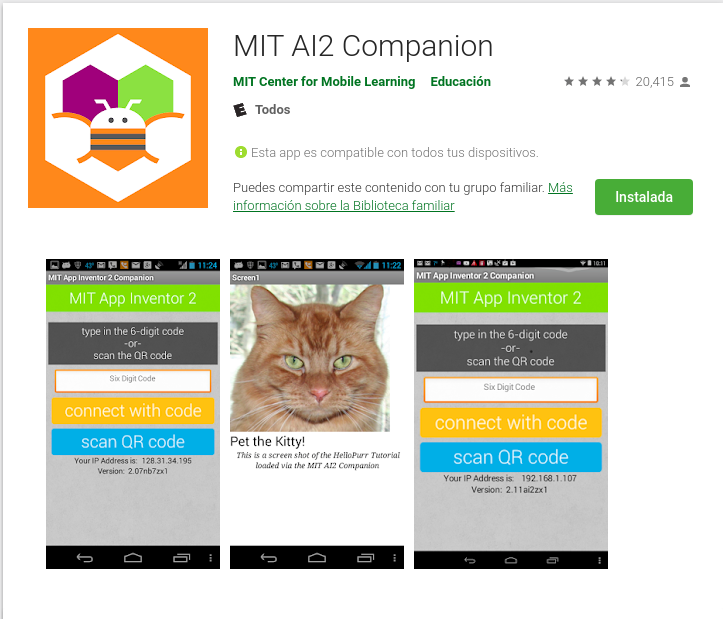 MIT AI2 Companion
MIT Center for Mobile Learning Educación 20,415
E Todos
Esta app es compatible con todos tus dispositivos.
Puedes compartir este contenido con tu grupo familiar. Más
información sobre la Biblioteca familiar
Instalada
43° 11:24
MIT App Inventor 2 Companion
MIT App Inventor 2
type in the 6-digit code
-or-
scan the QR code
Six Digit Code
connect with code
scan QR code
Your IP Address is: 128.31.34.195
Version: 2.07nb7zx1
43° 11:22
Screen1
Pet the Kitty!
This is a screen shot of the HelloPurr Tutorial
loaded via the MIT AI2 Companion
10:11
MIT App Inventor 2 Companion
MIT App Inventor 2
type in the 6-digit code
-or-
scan the QR code
Six Digit Code
connect with code
scan QR code
Your IP Address is: 192.168.1.107
Version: 2.11ai2zx1